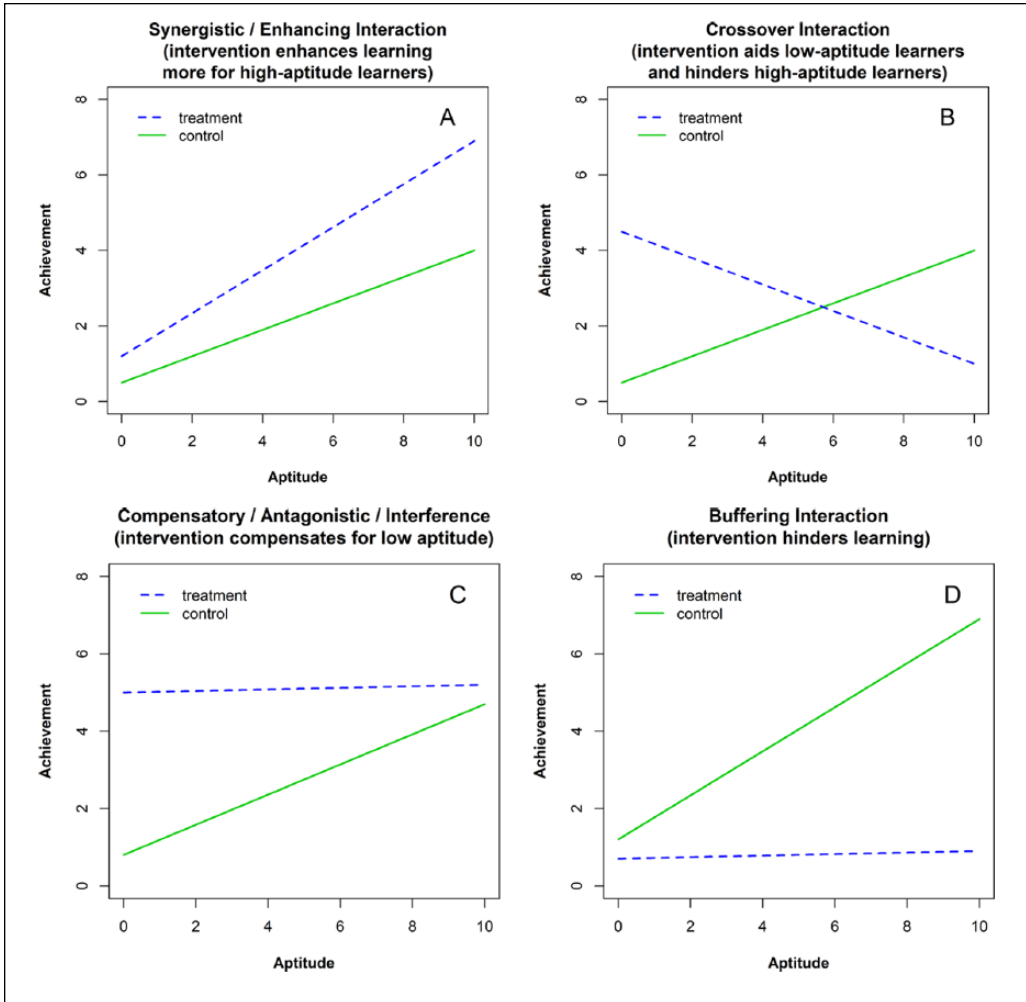 Synergistic / Enhancing Interaction
(intervention enhances learning
more for high-aptitude learners)
A
treatment
control
8
6
4
2
0
Achievement
0 2 4 6 8 10
Aptitude
Crossover Interaction
(intervention aids low-aptitude learners
and hinders high-aptitude learners)
B
treatment
control
8
6
4
2
0
Achievement
0 2 4 6 8 10
Aptitude
Compensatory / Antagonistic / Interference
(intervention compensates for low aptitude)
C
treatment
control
8
6
4
2
0
Achievement
0 2 4 6 8 10
Aptitude
Buffering Interaction
(intervention hinders learning)
D
treatment
control
8
6
4
2
0
Achievement
0 2 4 6 8 10
Aptitude